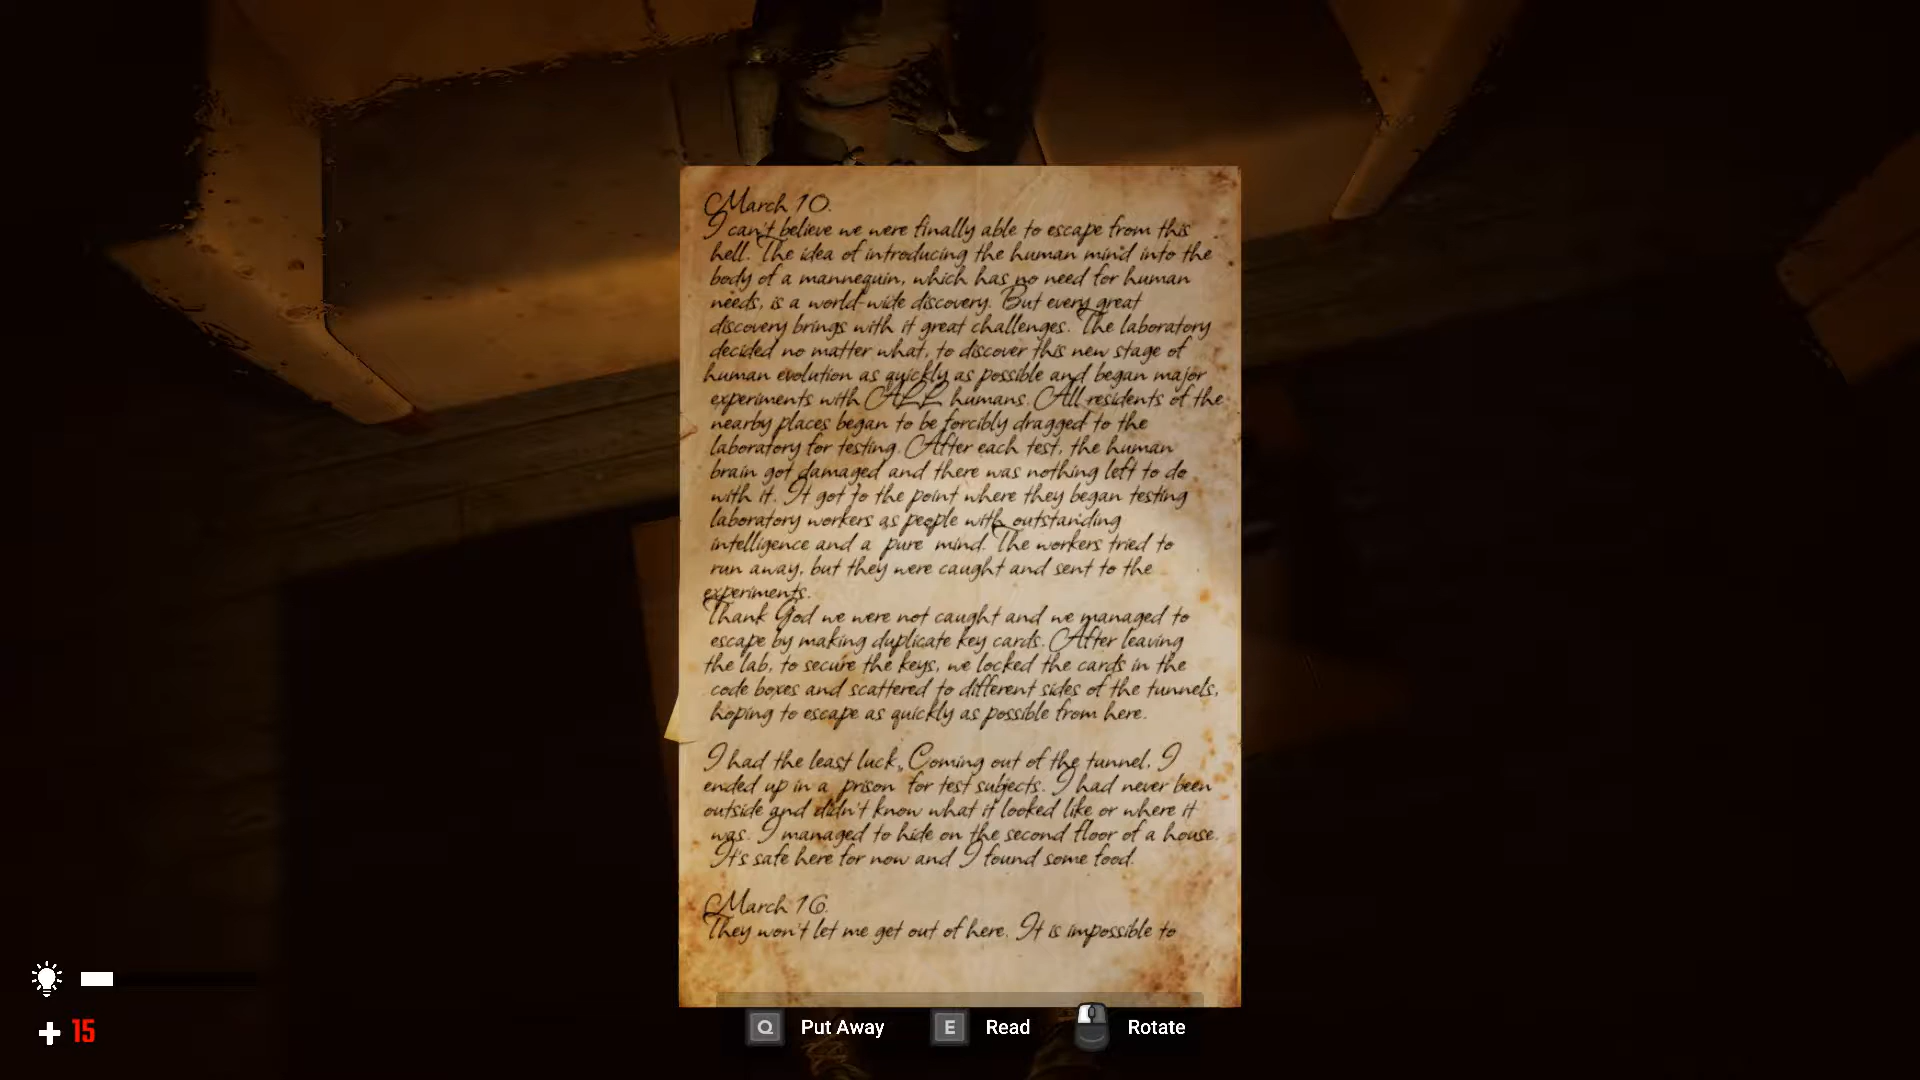 March 10.
I can't believe we were finally able to escape from this
hell. The idea of introducing the human mind into the
body of a mannequin, which has no need for human
needs, is a world-wide discovery. But every great
discovery brings with it great challenges. The laboratory
decided no matter what, to discover this new stage of
human evolution as quickly as possible and began major
experiments with ALL humans. All residents of the
nearby places began to be forcibly dragged to the
laboratory for testing. After each test, the human
brain got damaged and there was nothing left to do
with it. It got to the point where they began testing
laboratory workers as people with outstanding
intelligence and a pure mind. The workers tried to
run away, but they were caught and sent to the
experiments.
Thank God we were not caught and we managed to
escape by making duplicate key cards. After leaving
the lab, to secure the keys, we locked the cards in the
code boxes and scattered to different sides of the tunnels,
hoping to escape as quickly as possible from here.
I had the least luck, Coming out of the tunnel, I
ended up in a prison for test subjects. I had never been
outside and didn't know what it looked like or where it
was. I managed to hide on the second floor of a house.
It's safe here for now and I found some food.
March 16.
They won't let me get out of here. It is impossible to
15
Q Put Away E Read Rotate